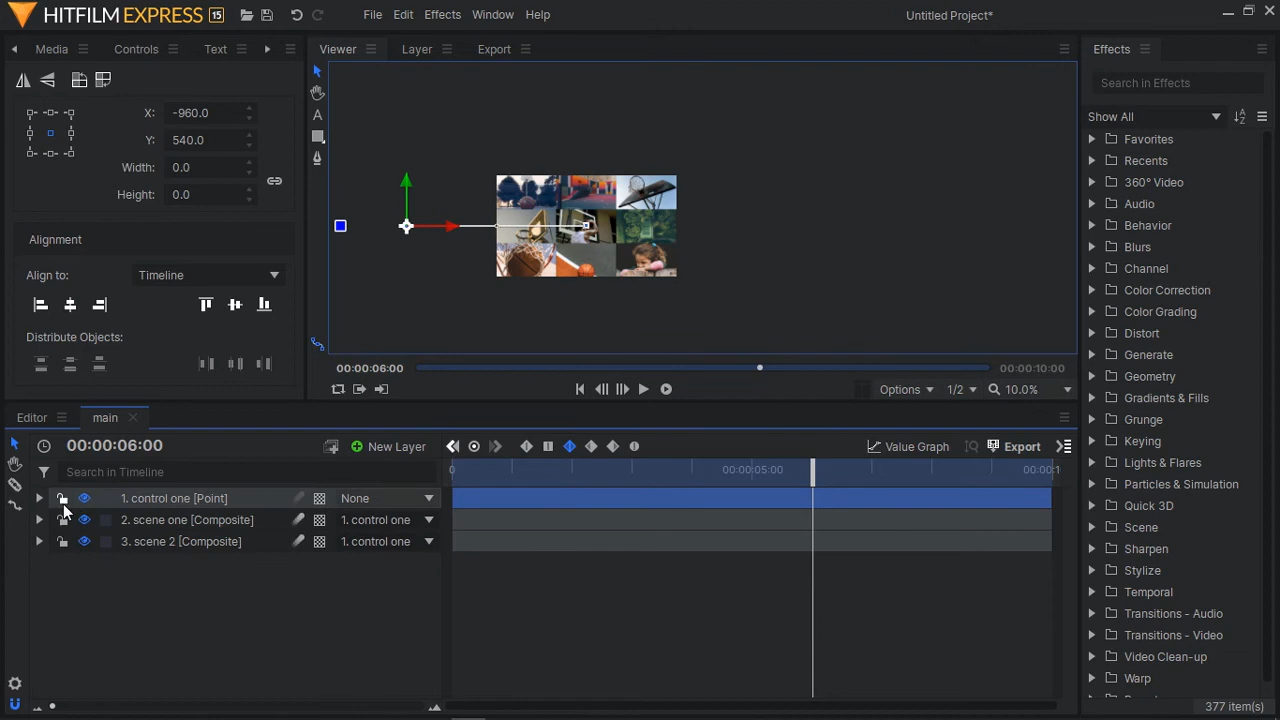 HITFILM EXPRESS 15
File Edit Effects Window Help
Untitled Project*
Media Controls Text
Viewer Layer Export
Effects
X: -960.0
Y: 540.0
Width: 0.0
Height: 0.0
Alignment
Align to: Timeline
Distribute Objects:
00:00:06:00
00:00:10:00
Options 1/2 10.0%
Search in Effects
Show All
Favorites
Recents
360° Video
Audio
Behavior
Blurs
Channel
Color Correction
Color Grading
Distort
Generate
Geometry
Gradients & Fills
Grunge
Keying
Lights & Flares
Particles & Simulation
Quick 3D
Scene
Sharpen
Stylize
Temporal
Transitions - Audio
Transitions - Video
Video Clean-up
Warp
377 item(s)
Editor main
00:00:06:00 New Layer
Value Graph Export
Search in Timeline
0 00:00:05:00 00:00:1
1. control one [Point] None
2. scene one [Composite] 1. control one
3. scene 2 [Composite] 1. control one